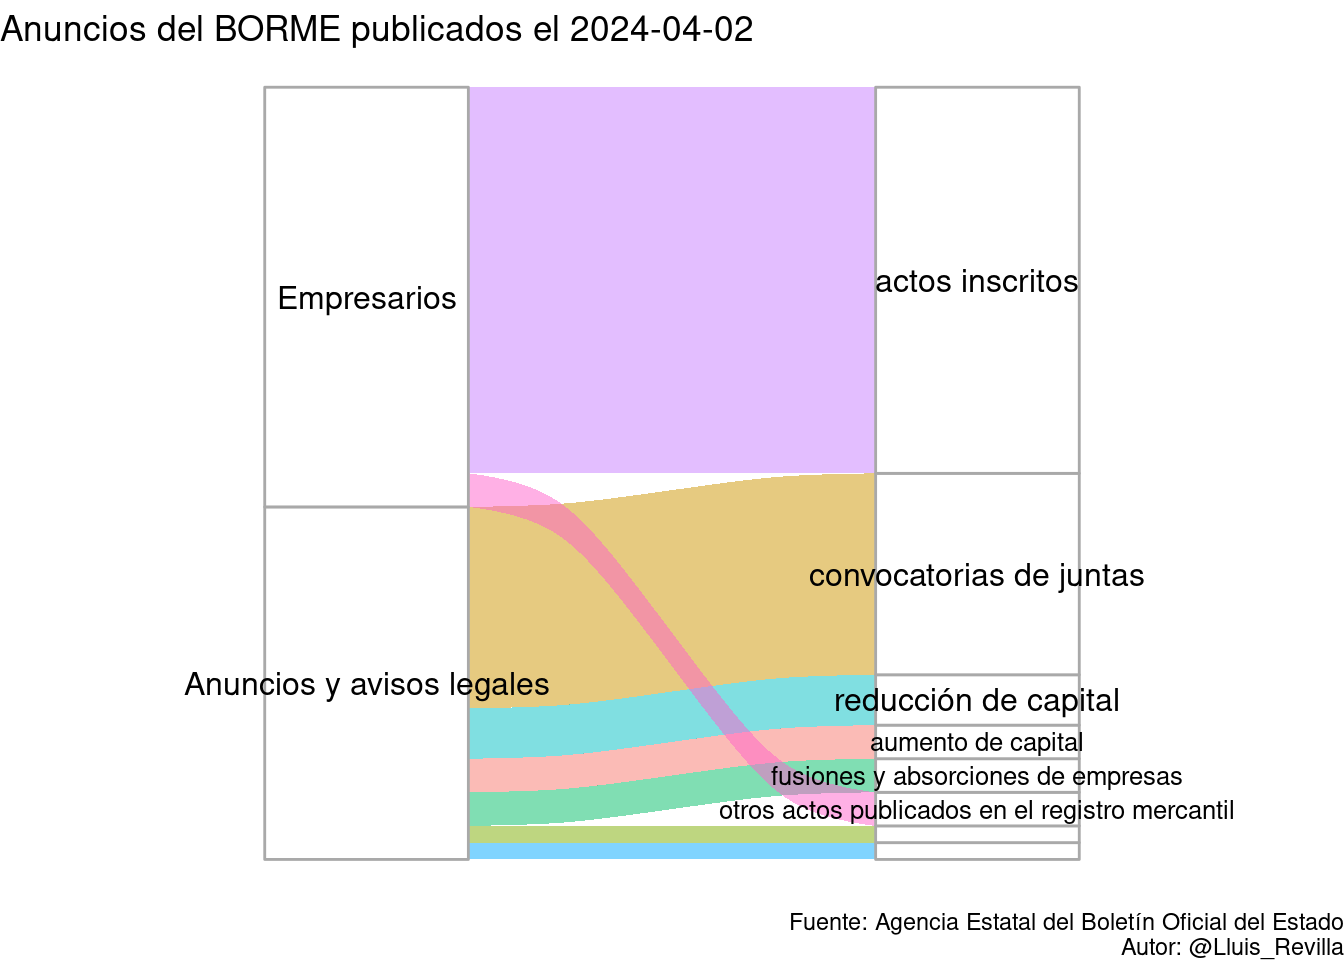 Anuncios del BORME publicados el 2024-04-02
Empresarios
actos inscritos
convocatorias de juntas
Anuncios y avisos legales
reducción de capital
aumento de capital
fusiones y absorciones de empresas
otros actos publicados en el registro mercantil
Fuente: Agencia Estatal del Boletín Oficial del Estado
Autor: @Lluis_Revilla